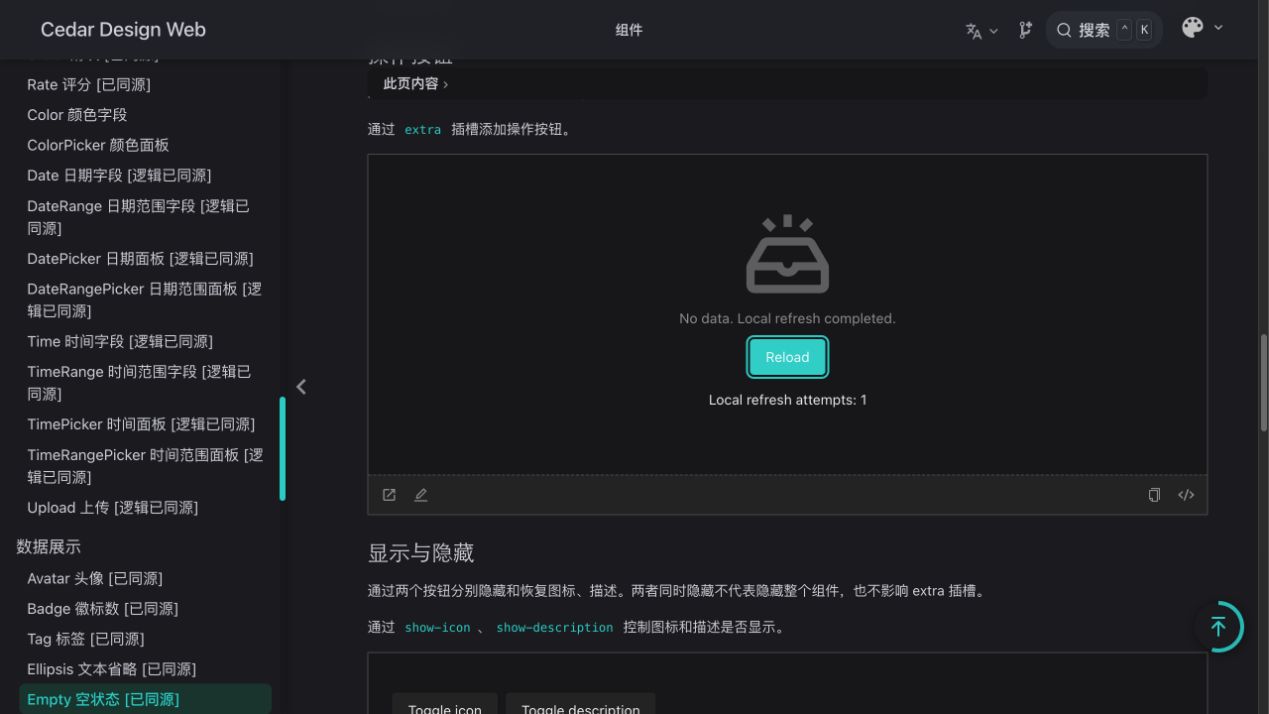 Cedar Design Web
组件
搜索
^
K
Rate 评分 [已同源]
Color 颜色字段
ColorPicker 颜色面板
Date 日期字段 [逻辑已同源]
DateRange 日期范围字段 [逻辑已
同源]
DatePicker 日期面板 [逻辑已同源]
DateRangePicker 日期范围面板 [逻
辑已同源]
Time 时间字段 [逻辑已同源]
TimeRange 时间范围字段 [逻辑已
同源]
TimePicker 时间面板 [逻辑已同源]
TimeRangePicker 时间范围面板 [逻
辑已同源]
Upload 上传 [逻辑已同源]
数据展示
Avatar 头像 [已同源]
Badge 徽标数 [已同源]
Tag 标签 [已同源]
Ellipsis 文本省略 [已同源]
Empty 空状态 [已同源]
操作按钮
此页内容 ›
通过 extra 插槽添加操作按钮。
No data. Local refresh completed.
Reload
Local refresh attempts: 1
显示与隐藏
通过两个按钮分别隐藏和恢复图标、描述。两者同时隐藏不代表隐藏整个组件，也不影响 extra 插槽。
通过 show-icon 、 show-description 控制图标和描述是否显示。
Toggle icon
Toggle description